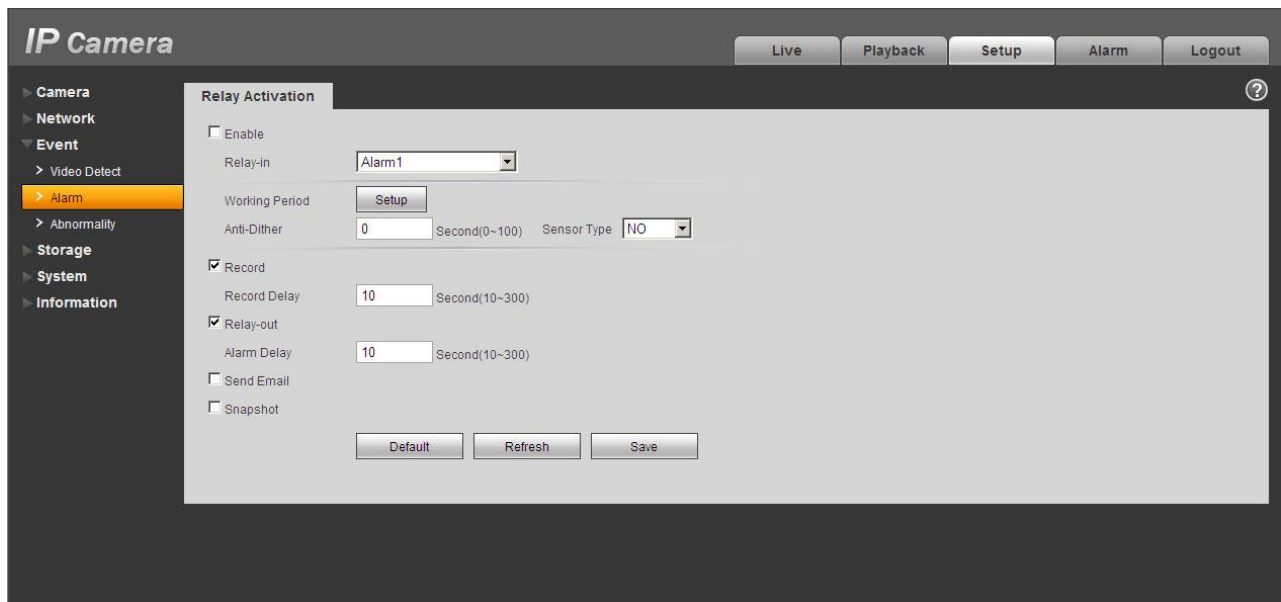 IP Camera
Live Playback Setup Alarm Logout
Camera
Network
Event
> Video Detect
> Alarm
> Abnormality
Storage
System
Information
Relay Activation
?
Enable
Relay-in Alarm1
Working Period Setup
Anti-Dither 0 Second(0~100) Sensor Type NO
Record
Record Delay 10 Second(10~300)
Relay-out
Alarm Delay 10 Second(10~300)
Send Email
Snapshot
Default Refresh Save